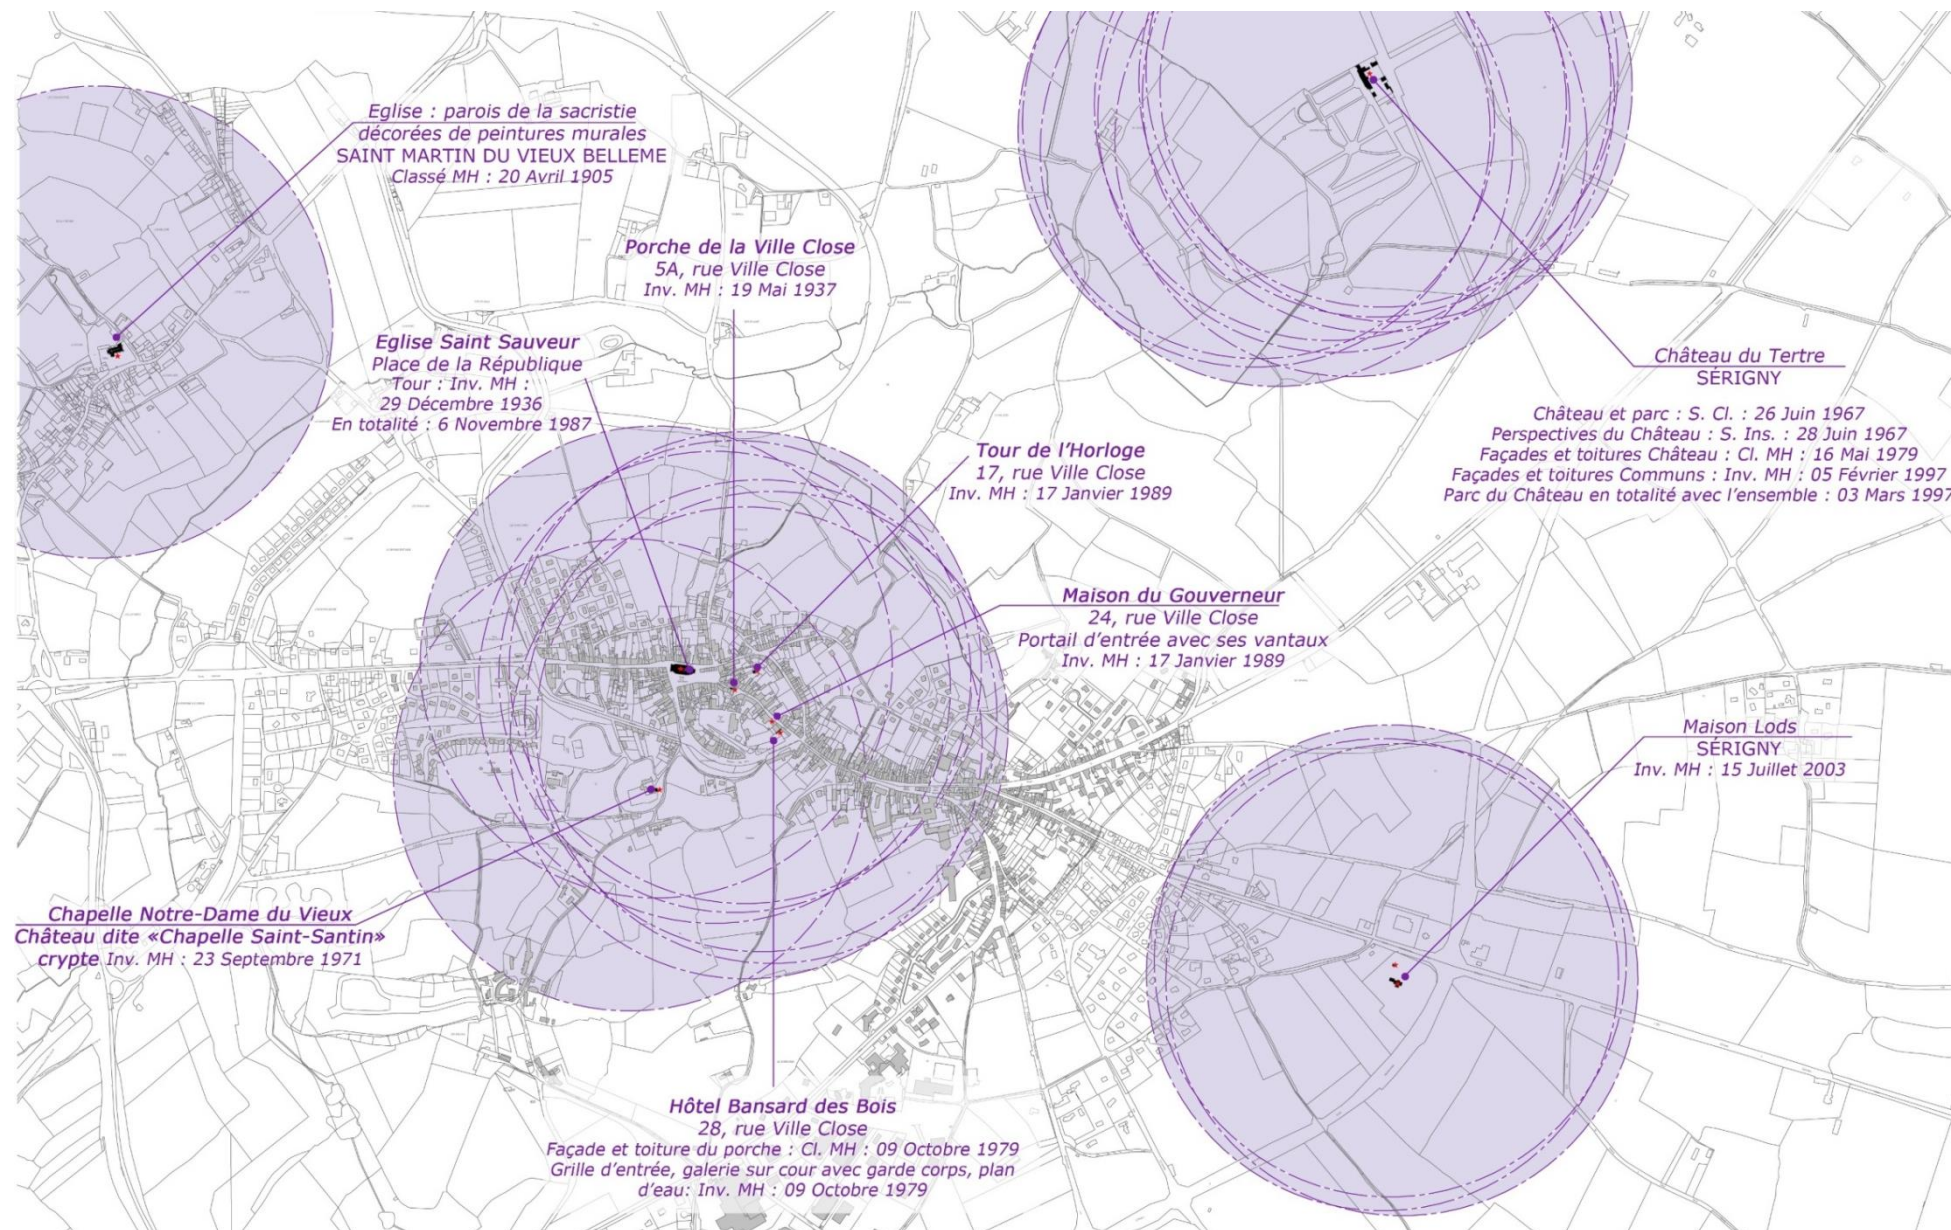 Eglise : parois de la sacristie
décorées de peintures murales
SAINT MARTIN DU VIEUX BELLEME
Classé MH : 20 Avril 1905
Porche de la Ville Close
5A, rue Ville Close
Inv. MH : 19 Mai 1937
Eglise Saint Sauveur
Place de la République
Tour : Inv. MH :
29 Décembre 1936
En totalité : 6 Novembre 1987
Château du Tertre
SÉRIGNY
Château et parc : S. Cl. : 26 Juin 1967
Perspectives du Château : S. Ins. : 28 Juin 1967
Façades et toitures Château : Cl. MH : 16 Mai 1979
Façades et toitures Communs : Inv. MH : 05 Février 1997
Parc du Château en totalité avec l'ensemble : 03 Mars 1997
Tour de l'Horloge
17, rue Ville Close
Inv. MH : 17 Janvier 1989
Maison du Gouverneur
24, rue Ville Close
Portail d'entrée avec ses vantaux
Inv. MH : 17 Janvier 1989
Maison Lods
SÉRIGNY
Inv. MH : 15 Juillet 2003
Chapelle Notre-Dame du Vieux
Château dite «Chapelle Saint-Santin»
crypte Inv. MH : 23 Septembre 1971
Hôtel Bansard des Bois
28, rue Ville Close
Façade et toiture du porche : Cl. MH : 09 Octobre 1979
Grille d'entrée, galerie sur cour avec garde corps, plan
d'eau: Inv. MH : 09 Octobre 1979